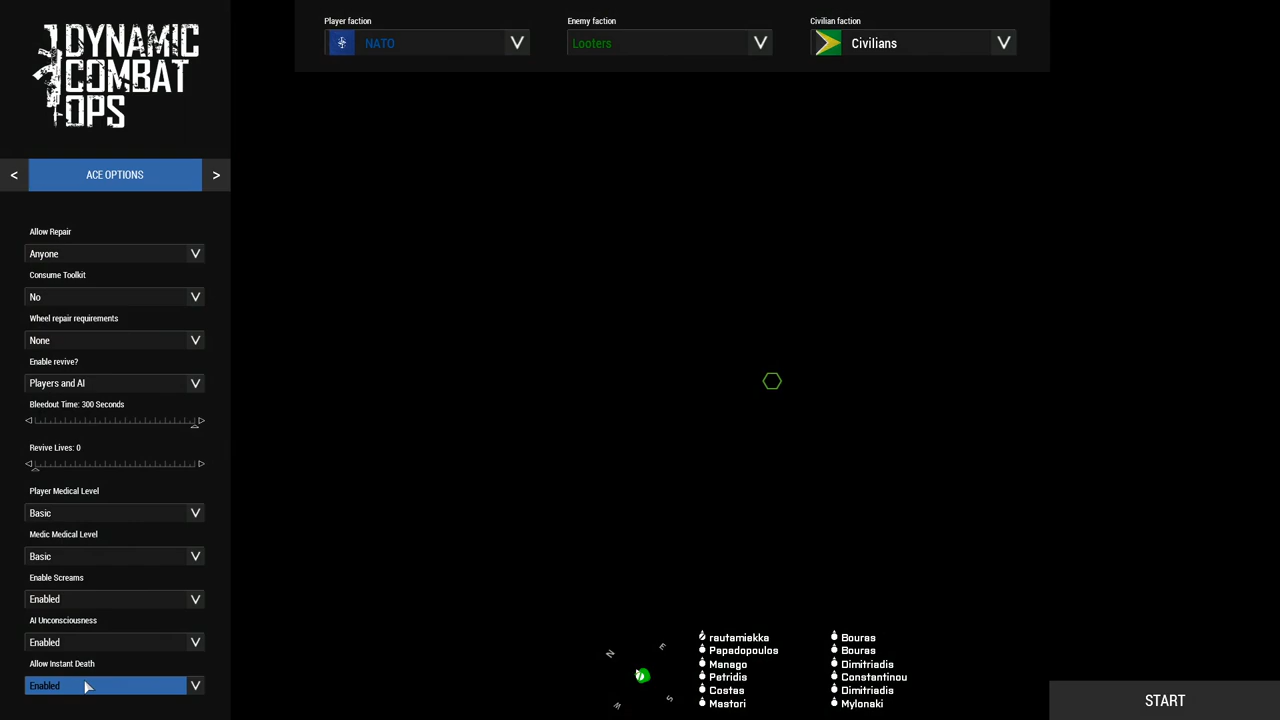 DYNAMIC
COMBAT
OPS
Player faction
NATO
Enemy faction
Looters
Civilian faction
Civilians
< ACE OPTIONS >
Allow Repair
Anyone
Consume Toolkit
No
Wheel repair requirements
None
Enable revive?
Players and AI
Bleedout Time: 300 Seconds
Revive Lives: 0
Player Medical Level
Basic
Medic Medical Level
Basic
Enable Screams
Enabled
AI Unconsciousness
Enabled
Allow Instant Death
Enabled
N
E
S
W
rautamiekka
Papadopoulos
Manago
Petridis
Costas
Mastori
Bouras
Bouras
Dimitriadis
Constantinou
Dimitriadis
Mylonaki
START